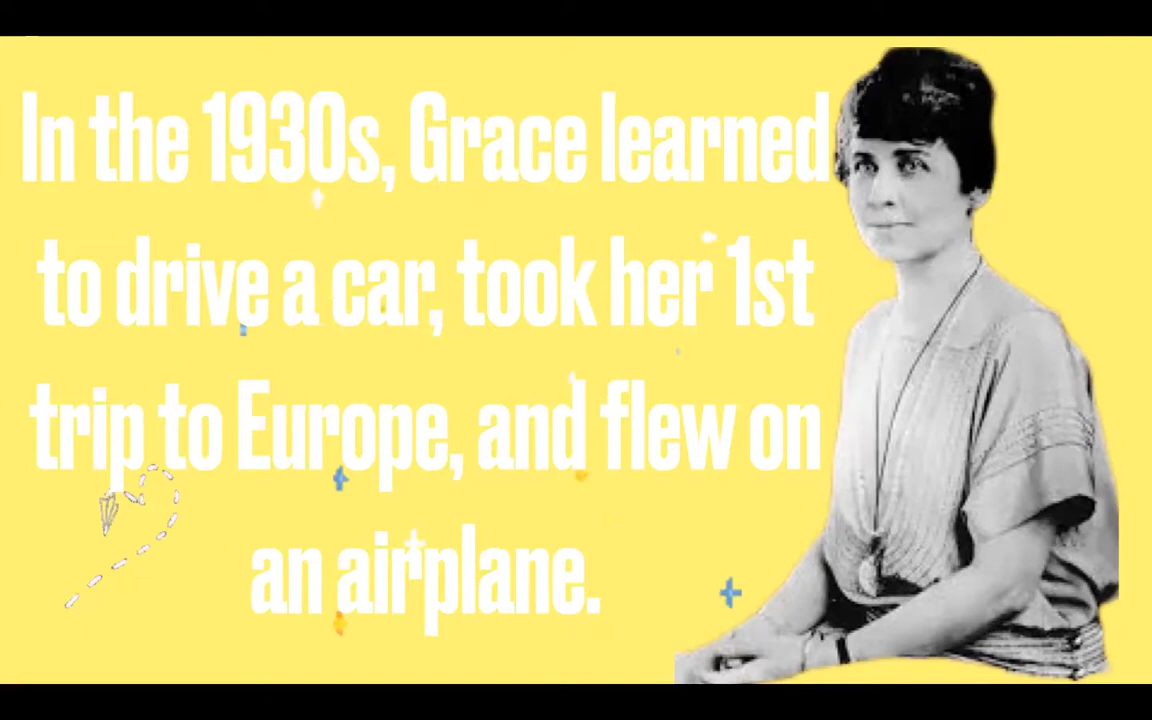 In the 1930s, Grace learned
to drive a car, took her 1st
trip to Europe, and flew on
an airplane.